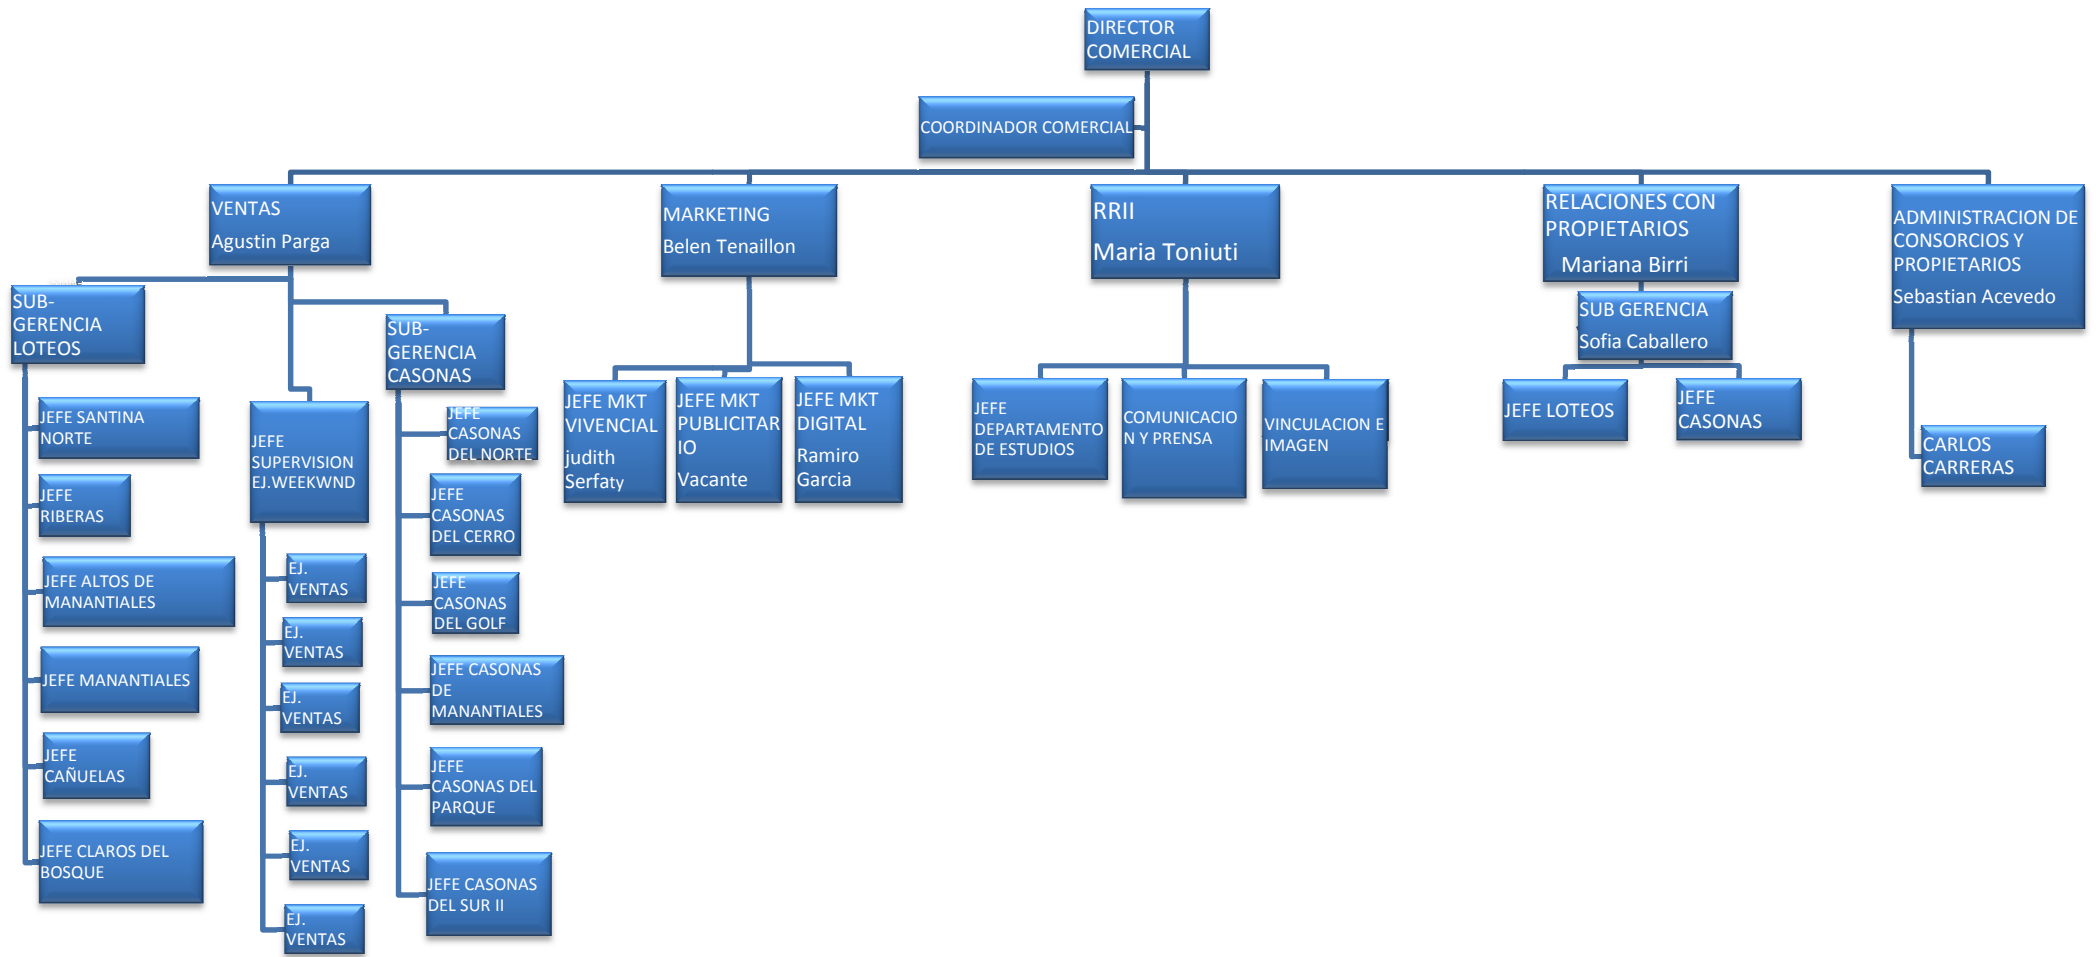 DIRECTOR
COMERCIAL
COORDINADOR COMERCIAL
VENTAS
Agustin Parga
MARKETING
Belen Tenaillon
RRII
Maria Toniuti
RELACIONES CON
PROPIETARIOS
Mariana Birri
ADMINISTRACION DE
CONSORCIOS Y
PROPIETARIOS
Sebastian Acevedo
SUB-
GERENCIA
LOTEOS
JEFE SANTINA
NORTE
JEFE
RIBERAS
JEFE ALTOS DE
MANANTIALES
JEFE MANANTIALES
JEFE
CAÑUELAS
JEFE CLAROS DEL
BOSQUE
JEFE
SUPERVISION
EJ.WEEKWND
EJ.
VENTAS
EJ.
VENTAS
EJ.
VENTAS
EJ.
VENTAS
EJ.
VENTAS
EJ.
VENTAS
SUB-
GERENCIA
CASONAS
JEFE
CASONAS
DEL NORTE
JEFE
CASONAS
DEL CERRO
JEFE
CASONAS
DEL GOLF
JEFE CASONAS
DE
MANANTIALES
JEFE
CASONAS DEL
PARQUE
JEFE CASONAS
DEL SUR II
JEFE MKT
VIVENCIAL
judith
Serfaty
JEFE MKT
PUBLICITAR
IO
Vacante
JEFE MKT
DIGITAL
Ramiro
Garcia
JEFE
DEPARTAMENTO
DE ESTUDIOS
COMUNICACIO
N Y PRENSA
VINCULACION E
IMAGEN
SUB GERENCIA
Sofia Caballero
JEFE LOTEOS
JEFE
CASONAS
CARLOS
CARRERAS